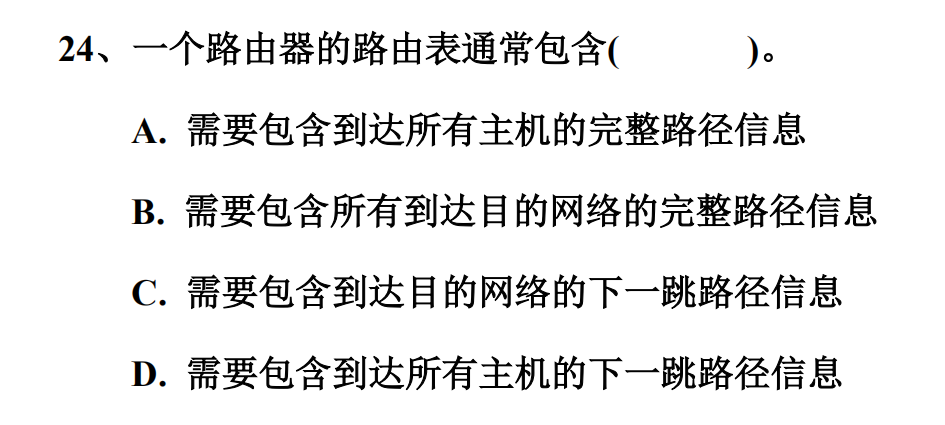 24、一个路由器的路由表通常包含(        )。
A. 需要包含到达所有主机的完整路径信息
B. 需要包含所有到达目的网络的完整路径信息
C. 需要包含到达目的网络的下一跳路径信息
D. 需要包含到达所有主机的下一跳路径信息